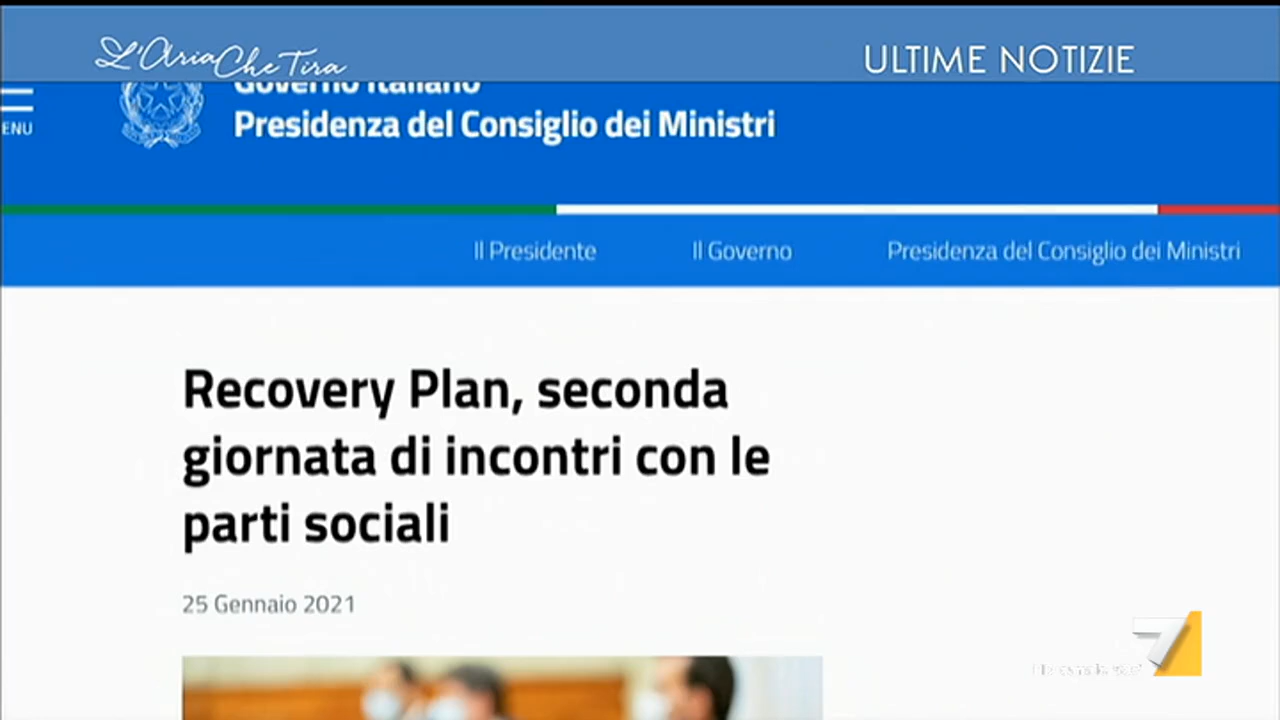 L'Aria Che Tira
ULTIME NOTIZIE
Governo Italiano
ENU
Presidenza del Consiglio dei Ministri
Il Presidente
Il Governo
Presidenza del Consiglio dei Ministri
Recovery Plan, seconda
giornata di incontri con le
parti sociali
25 Gennaio 2021
7